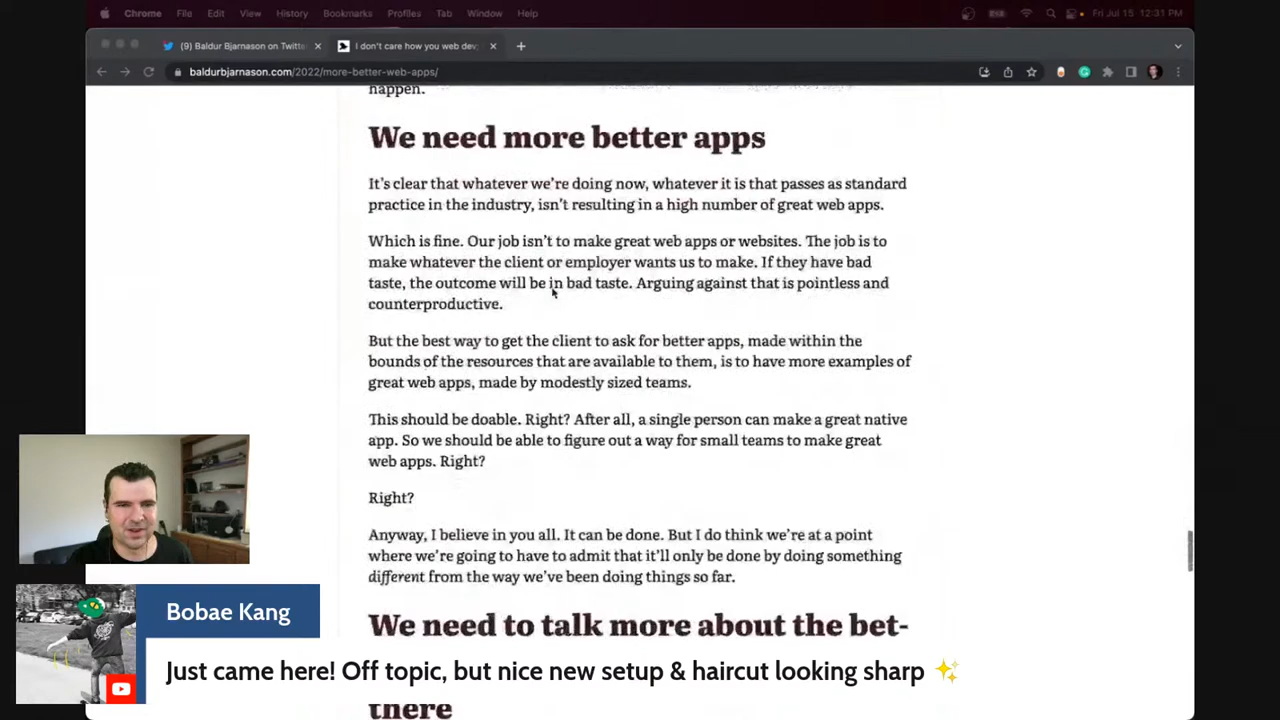 Chrome File Edit View History Bookmarks Profiles Tab Window Help Fri Jul 15 12:31 PM
(9) Baldur Bjarnason on Twitte
I don't care how you web dev;
baldurbjarnason.com/2022/more-better-web-apps/
happen.
We need more better apps
It's clear that whatever we're doing now, whatever it is that passes as standard
practice in the industry, isn't resulting in a high number of great web apps.
Which is fine. Our job isn't to make great web apps or websites. The job is to
make whatever the client or employer wants us to make. If they have bad
taste, the outcome will be in bad taste. Arguing against that is pointless and
counterproductive.
But the best way to get the client to ask for better apps, made within the
bounds of the resources that are available to them, is to have more examples of
great web apps, made by modestly sized teams.
This should be doable. Right? After all, a single person can make a great native
app. So we should be able to figure out a way for small teams to make great
web apps. Right?
Right?
Anyway, I believe in you all. It can be done. But I do think we're at a point
where we're going to have to admit that it'll only be done by doing something
different from the way we've been doing things so far.
We need to talk more about the bet-
there
Bobae Kang
Just came here! Off topic, but nice new setup & haircut looking sharp ✨